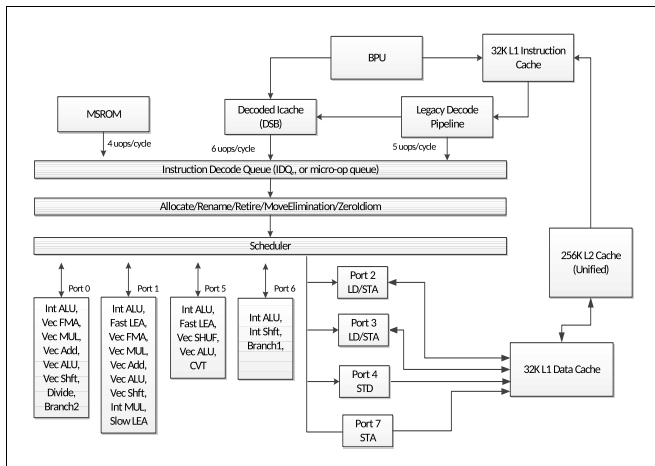 BPU
32K L1 Instruction
Cache
MSROM
Decoded Icache
(DSB)
Legacy Decode
Pipeline
4 uops/cycle
6 uops/cycle
5 uops/cycle
Instruction Decode Queue (IDQ,, or micro-op queue)
Allocate/Rename/Retire/MoveElimination/ZeroIdiom
Scheduler
256K L2 Cache
(Unified)
Port 0
Int ALU,
Vec FMA,
Vec MUL,
Vec Add,
Vec ALU,
Vec Shft,
Divide,
Branch2
Port 1
Int ALU,
Fast LEA,
Vec FMA,
Vec MUL,
Vec Add,
Vec ALU,
Vec Shft,
Int MUL,
Slow LEA
Port 5
Int ALU,
Fast LEA,
Vec SHUF,
Vec ALU,
CVT
Port 6
Int ALU,
Int Shft,
Branch1,
Port 2
LD/STA
Port 3
LD/STA
Port 4
STD
Port 7
STA
32K L1 Data Cache